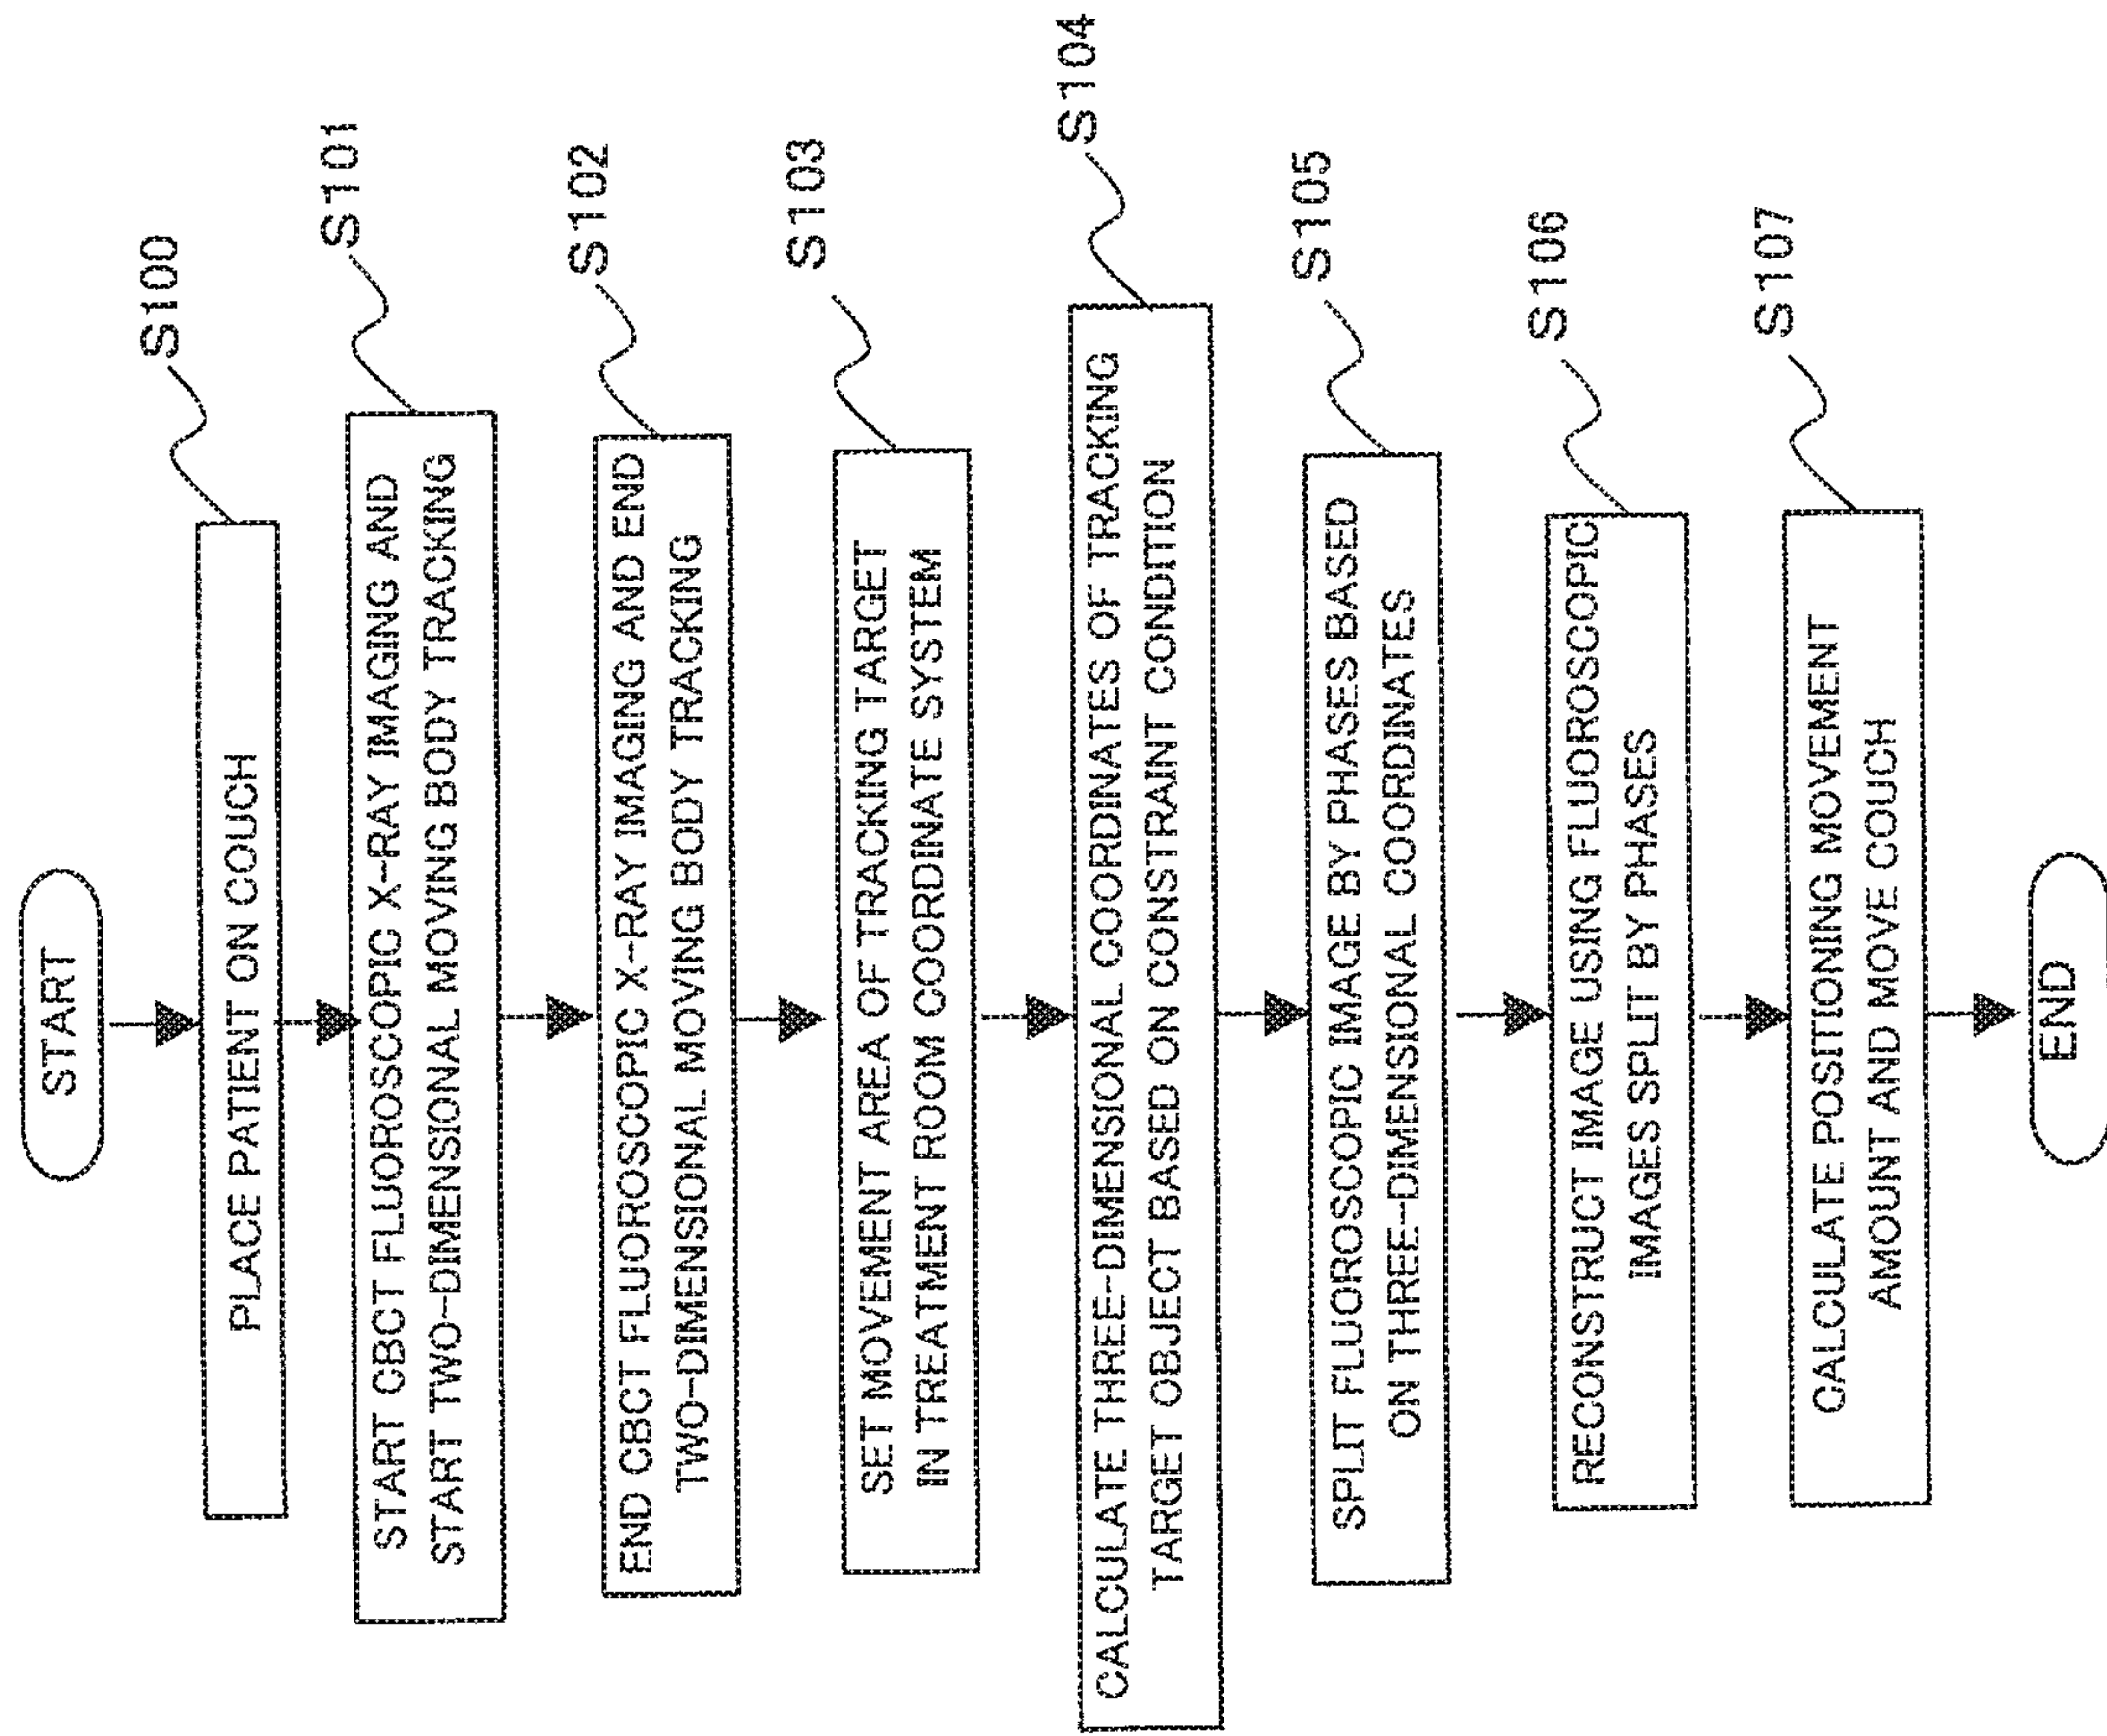 START
S100
PLACE PATIENT ON COUCH
S101
START CBCT FLUOROSCOPIC X-RAY IMAGING AND
START TWO-DIMENSIONAL MOVING BODY TRACKING
S102
END CBCT FLUOROSCOPIC X-RAY IMAGING AND END
TWO-DIMENSIONAL MOVING BODY TRACKING
S103
SET MOVEMENT AREA OF TRACKING TARGET
IN TREATMENT ROOM COORDINATE SYSTEM
S104
CALCULATE THREE-DIMENSIONAL COORDINATES OF TRACKING
TARGET OBJECT BASED ON CONSTRAINT CONDITION
S105
SPLIT FLUOROSCOPIC IMAGE BY PHASES BASED
ON THREE-DIMENSIONAL COORDINATES
S106
RECONSTRUCT IMAGE USING FLUOROSCOPIC
IMAGES SPLIT BY PHASES
S107
CALCULATE POSITIONING MOVEMENT
AMOUNT AND MOVE COUCH
END